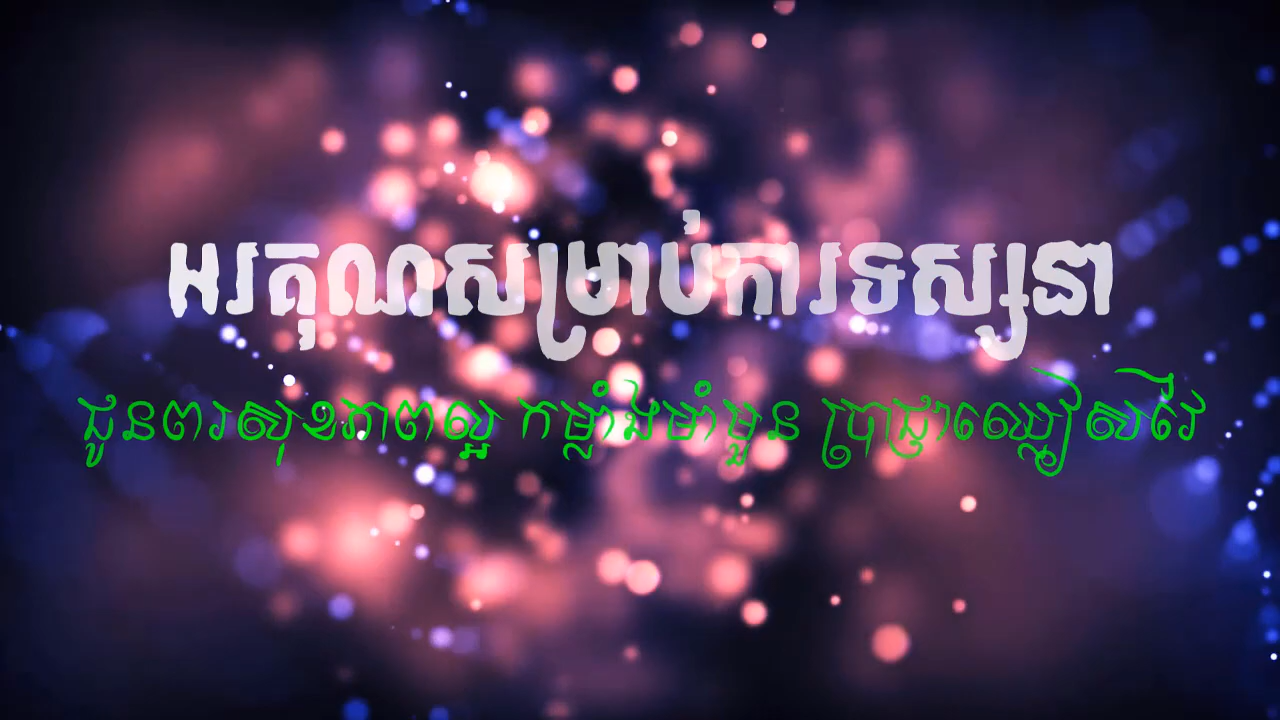 អរគុណសម្រាប់ការទស្សនា
ជូនពរសុខភាពល្អ កម្លាំងមាំមួន ប្រាជ្ញាឈ្លៀសវៃ